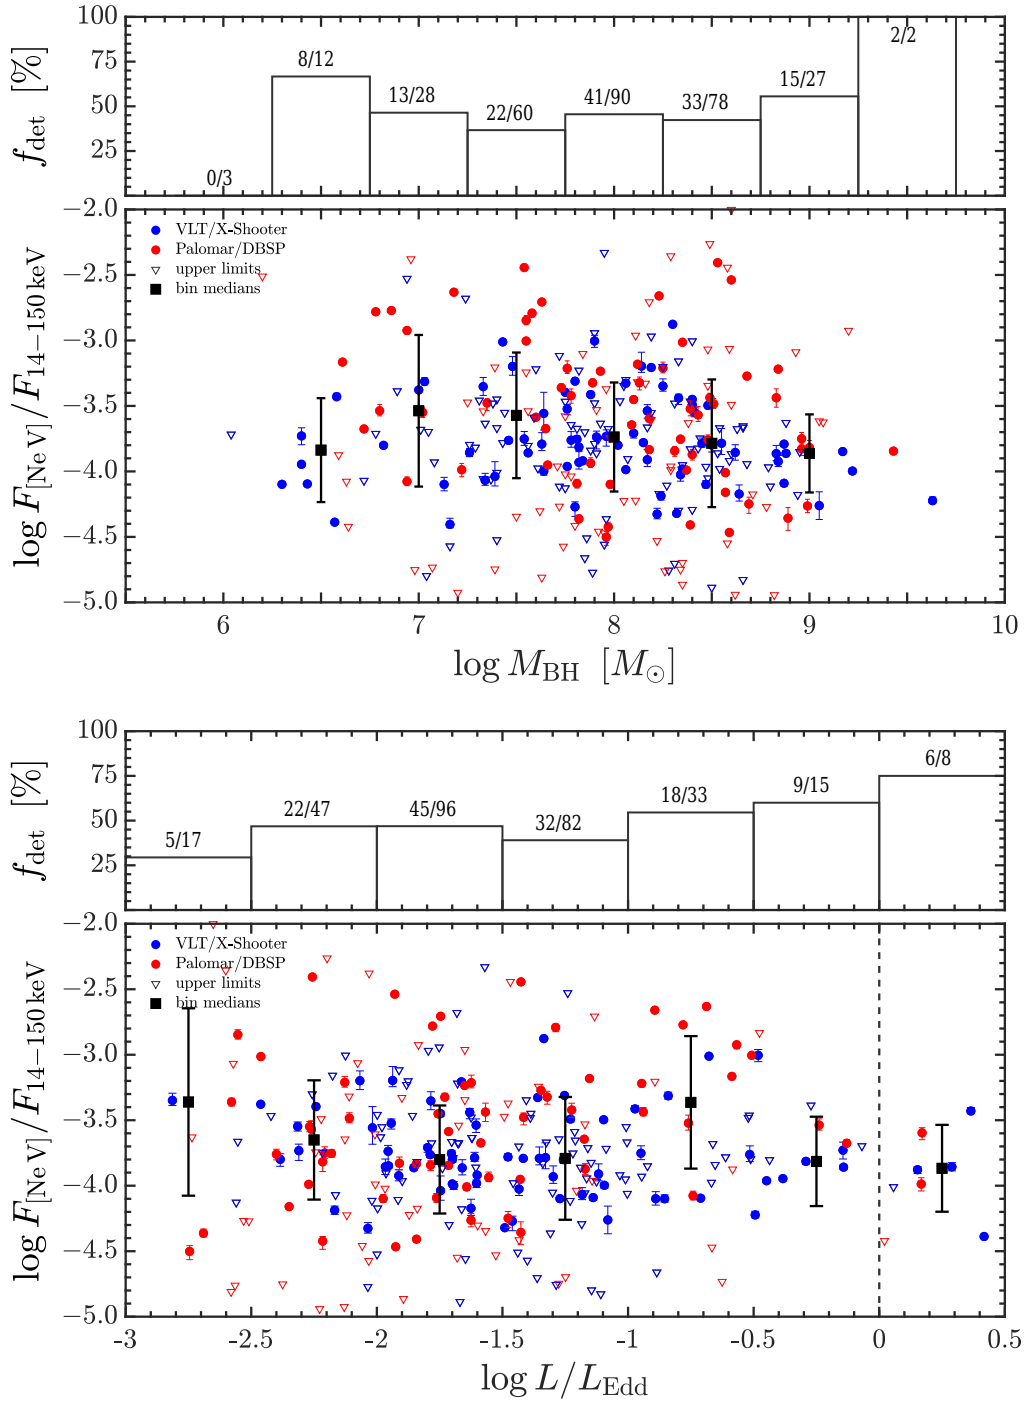 100
75
50
25
f_det [%]
0/3
8/12
13/28
22/60
41/90
33/78
15/27
2/2
−2.0
−2.5
−3.0
−3.5
−4.0
−4.5
−5.0
log F_[Ne V]/F_14−150 keV
VLT/X-Shooter
Palomar/DBSP
upper limits
bin medians
6 7 8 9 10
log M_BH [M_⊙]
100
75
50
25
f_det [%]
5/17
22/47
45/96
32/82
18/33
9/15
6/8
−2.0
−2.5
−3.0
−3.5
−4.0
−4.5
−5.0
log F_[Ne V]/F_14−150 keV
VLT/X-Shooter
Palomar/DBSP
upper limits
bin medians
-3 -2.5 -2 -1.5 -1 -0.5 0 0.5
log L/L_Edd